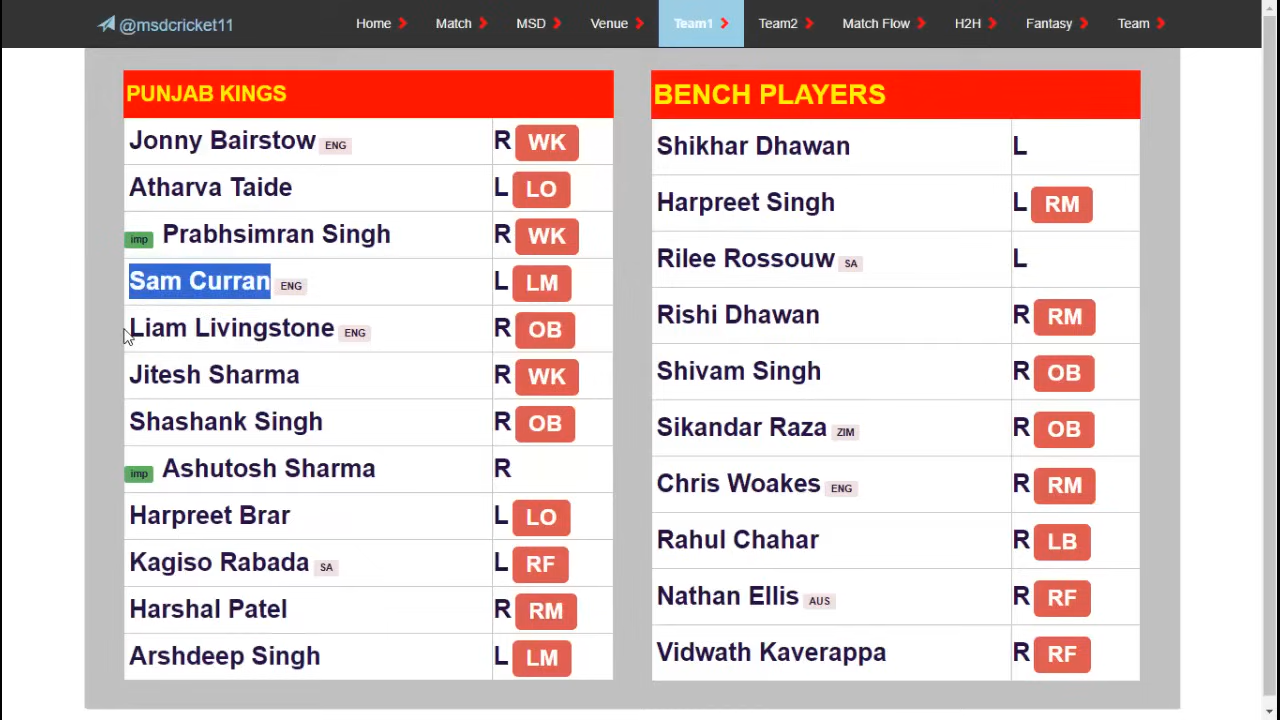 @msdcricket11 Home Match MSD Venue Team1 Team2 Match Flow H2H Fantasy Team
PUNJAB KINGS
Jonny Bairstow ENG R WK
Atharva Taide L LO
imp Prabhsimran Singh R WK
Sam Curran ENG L LM
Liam Livingstone ENG R OB
Jitesh Sharma R WK
Shashank Singh R OB
imp Ashutosh Sharma R
Harpreet Brar L LO
Kagiso Rabada SA L RF
Harshal Patel R RM
Arshdeep Singh L LM
BENCH PLAYERS
Shikhar Dhawan L
Harpreet Singh L RM
Rilee Rossouw SA L
Rishi Dhawan R RM
Shivam Singh R OB
Sikandar Raza ZIM R OB
Chris Woakes ENG R RM
Rahul Chahar R LB
Nathan Ellis AUS R RF
Vidwath Kaverappa R RF